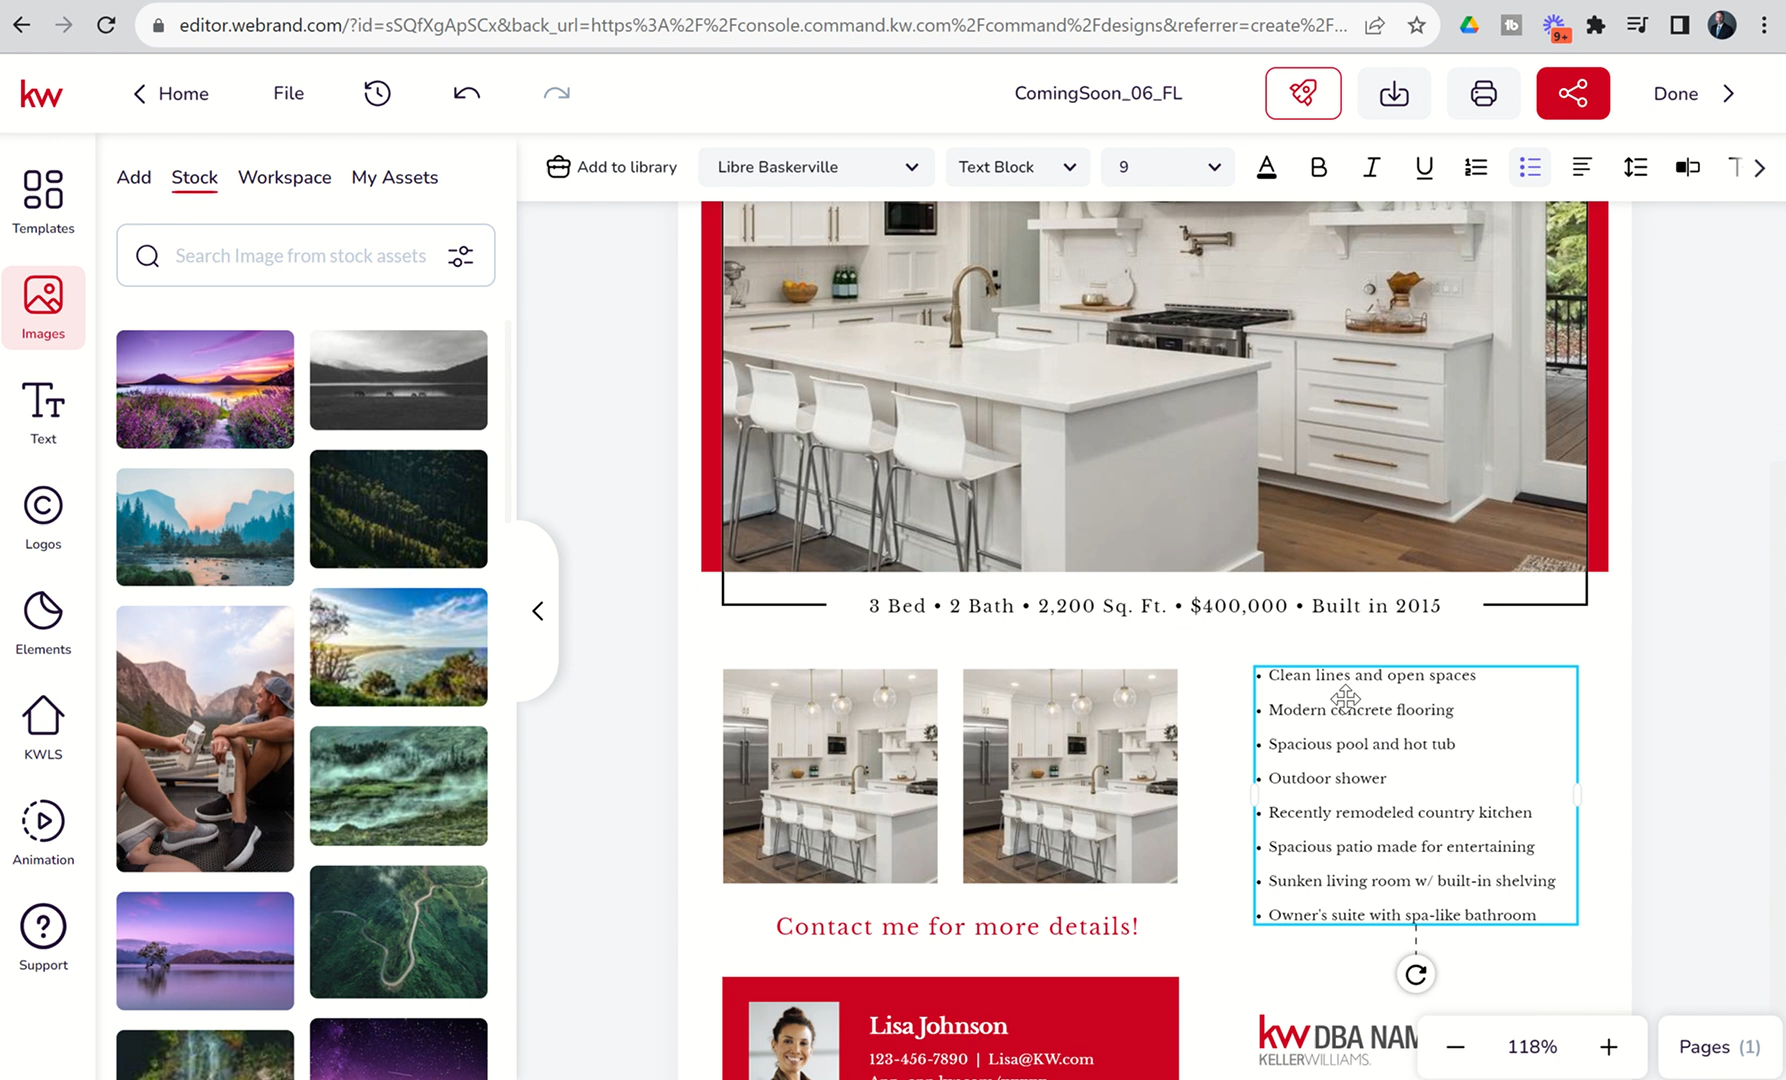 editor.webrand.com/?id=sSQfXgApSCx&back_url=https%3A%2F%2Fconsole.command.kw.com%2Fcommand%2Fdesigns&referrer=create%2F...
9+
kw
Home
File
ComingSoon_06_FL
Done
Templates
Images
Text
Logos
Elements
KWLS
Animation
Support
Add
Stock
Workspace
My Assets
Search Image from stock assets
Add to library
Libre Baskerville
Text Block
9
3 Bed • 2 Bath • 2,200 Sq. Ft. • $400,000 • Built in 2015
• Clean lines and open spaces
• Modern concrete flooring
• Spacious pool and hot tub
• Outdoor shower
• Recently remodeled country kitchen
• Spacious patio made for entertaining
• Sunken living room w/ built-in shelving
• Owner's suite with spa-like bathroom
Contact me for more details!
Lisa Johnson
123-456-7890 | Lisa@KW.com
kw DBA NAM
KELLERWILLIAMS.
118%
Pages (1)